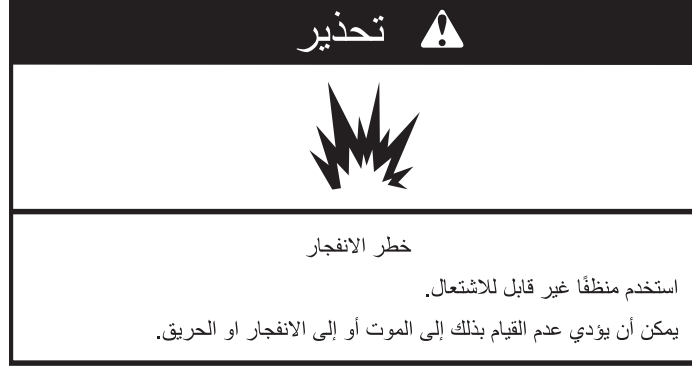 تحذير
خطر الانفجار
استخدم منظفًا غير قابل للاشتعال.
يمكن أن يؤدي عدم القيام بذلك إلى الموت أو إلى الانفجار او الحريق.